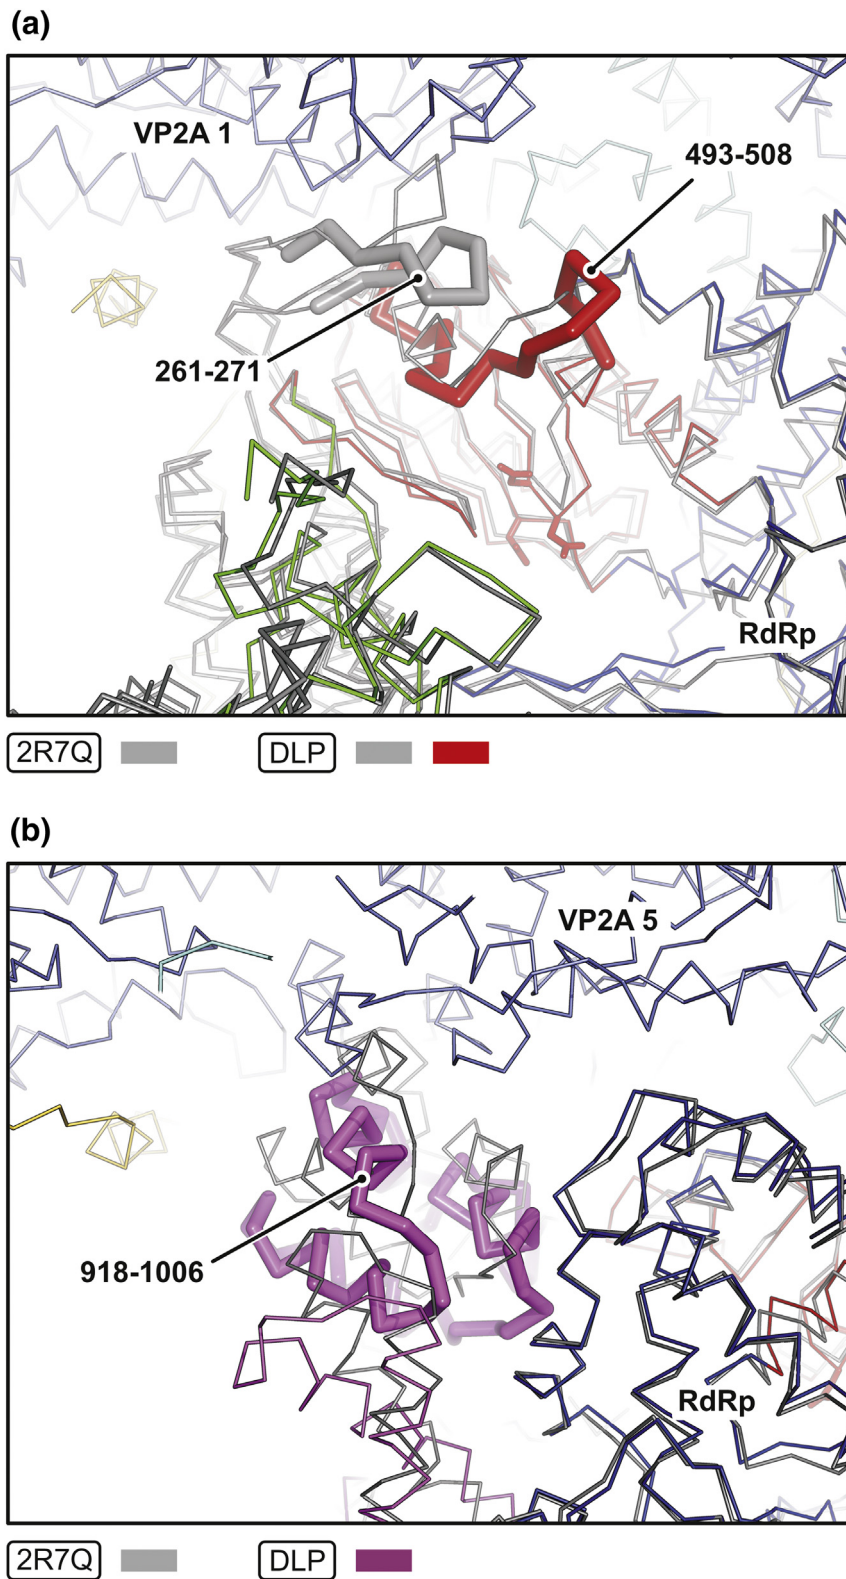 (a)
VP2A 1
493-508
261-271
RdRp
2R7Q DLP
(b)
VP2A 5
918-1006
RdRp
2R7Q DLP